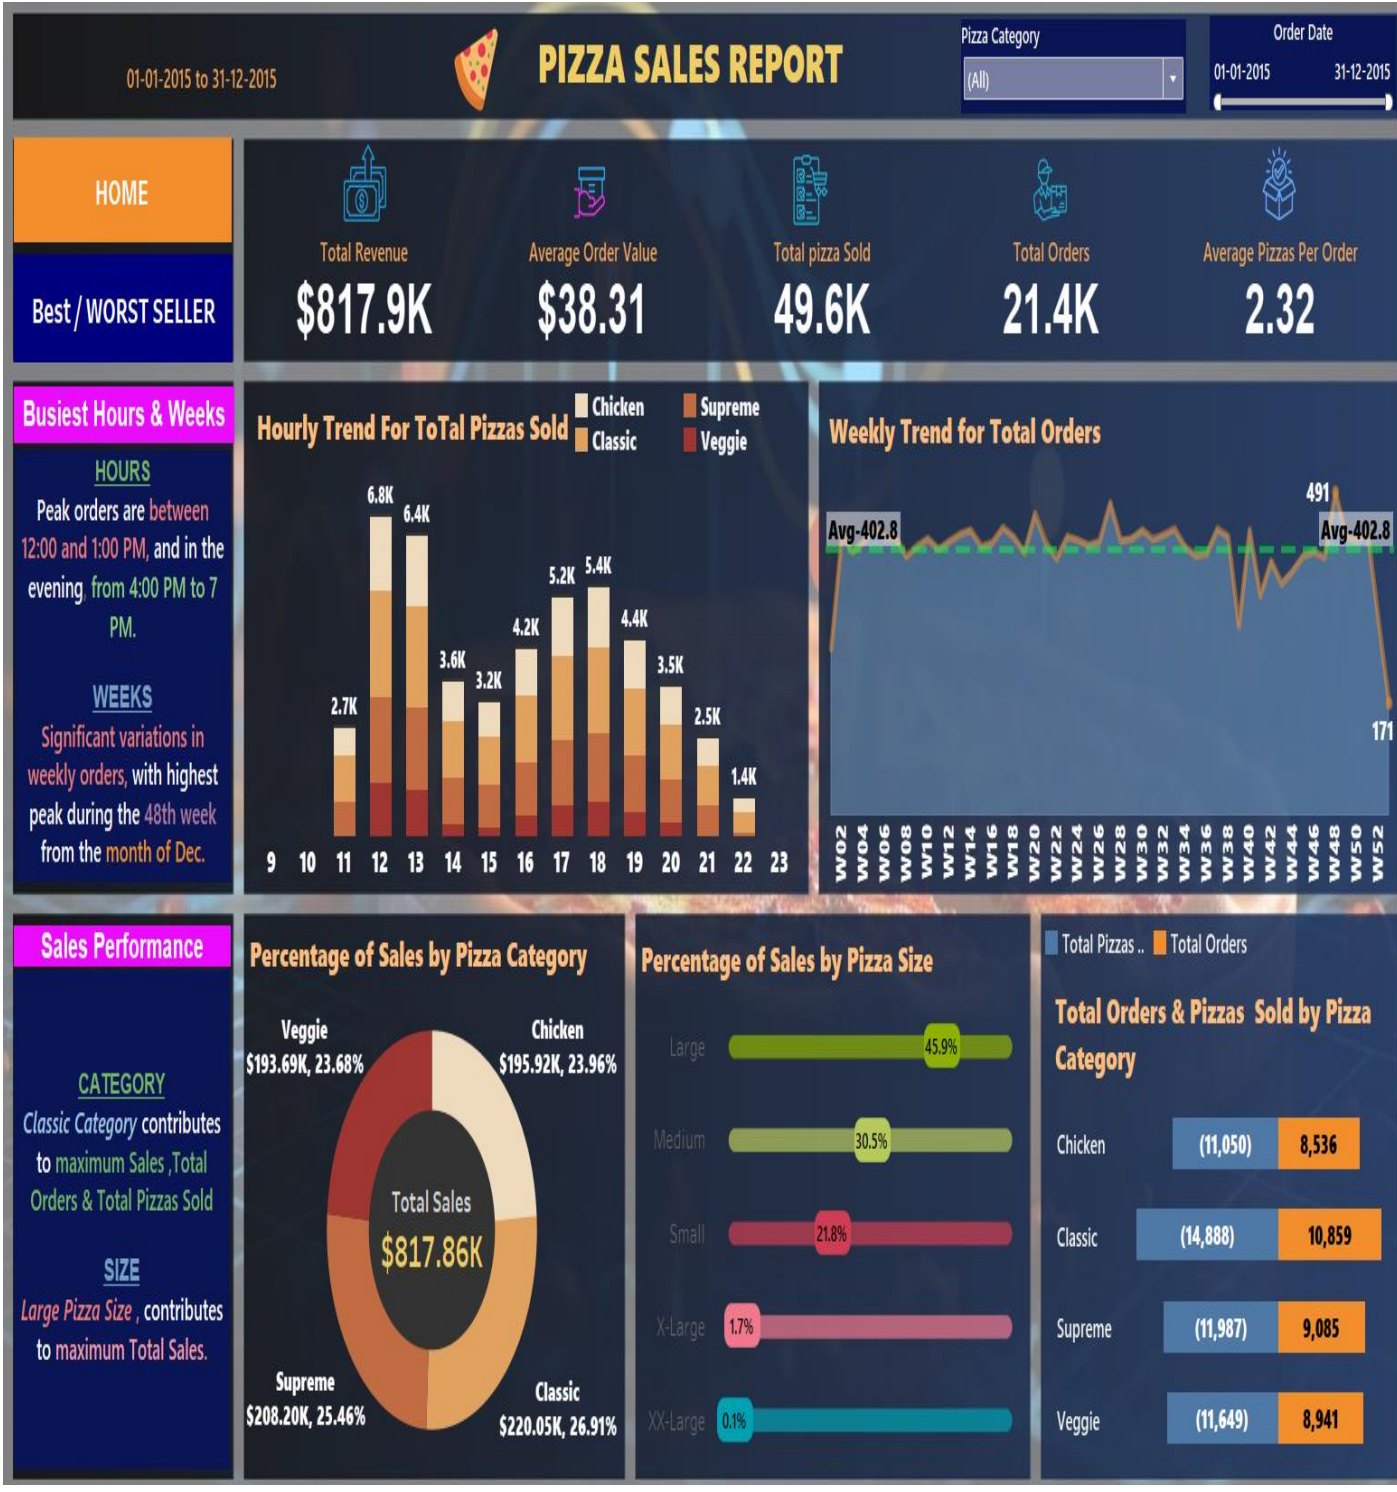 01-01-2015 to 31-12-2015
PIZZA SALES REPORT
Pizza Category
(All)
Order Date
01-01-2015 31-12-2015
HOME
Best / WORST SELLER
Total Revenue
$817.9K
Average Order Value
$38.31
Total pizza Sold
49.6K
Total Orders
21.4K
Average Pizzas Per Order
2.32
Busiest Hours & Weeks
HOURS
Peak orders are between
12:00 and 1:00 PM, and in the
evening, from 4:00 PM to 7
PM.
WEEKS
Significant variations in
weekly orders, with highest
peak during the 48th week
from the month of Dec.
Hourly Trend For ToTal Pizzas Sold
Chicken Supreme
Classic Veggie
2.7K
6.8K
6.4K
3.6K
3.2K
4.2K
5.2K
5.4K
4.4K
3.5K
2.5K
1.4K
9 10 11 12 13 14 15 16 17 18 19 20 21 22 23
Weekly Trend for Total Orders
491
Avg-402.8 Avg-402.8
171
W02 W04 W06 W08 W10 W12 W14 W16 W18 W20 W22 W24 W26 W28 W30 W32 W34 W36 W38 W40 W42 W44 W46 W48 W50 W52
Sales Performance
CATEGORY
Classic Category contributes
to maximum Sales ,Total
Orders & Total Pizzas Sold
SIZE
Large Pizza Size , contributes
to maximum Total Sales.
Percentage of Sales by Pizza Category
Veggie
$193.69K, 23.68%
Chicken
$195.92K, 23.96%
Total Sales
$817.86K
Supreme
$208.20K, 25.46%
Classic
$220.05K, 26.91%
Percentage of Sales by Pizza Size
Large 45.9%
Medium 30.5%
Small 21.8%
X-Large 1.7%
XX-Large 0.1%
Total Pizzas .. Total Orders
Total Orders & Pizzas Sold by Pizza
Category
Chicken (11,050) 8,536
Classic (14,888) 10,859
Supreme (11,987) 9,085
Veggie (11,649) 8,941